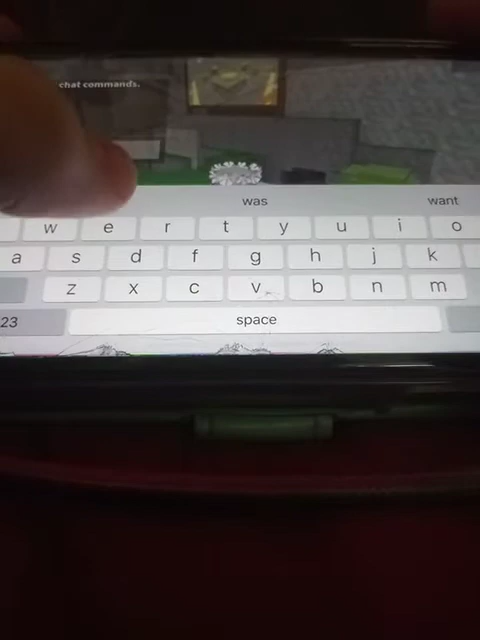 chat commands.
was want
w e r t y u i o
a s d f g h j k
z x c v b n m
23 space